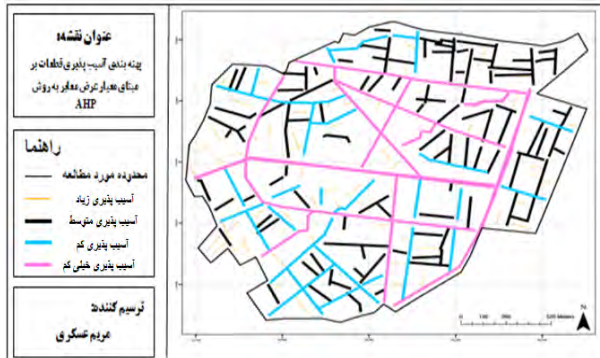 عنوان نقشه:
پهنه بندی آسیب پذیری قطعات بر
مبنای معیار عرض معابر به روش
AHP
راهنما
محدوده مورد مطالعه
آسیب پذیری زیاد
آسیب پذیری متوسط
آسیب پذیری کم
آسیب پذیری خیلی کم
ترسیم کننده:
مریم عسکری
N